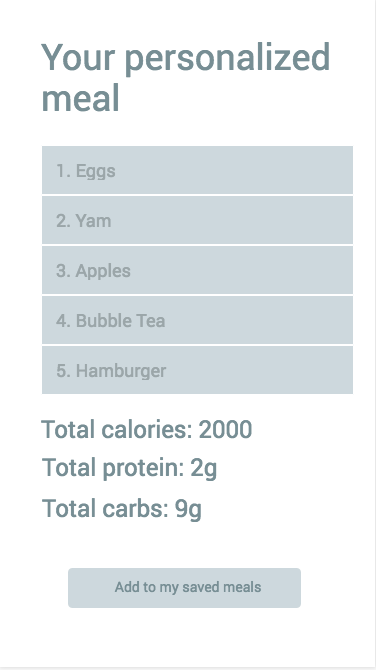 Your personalized
meal
1. Eggs
2. Yam
3. Apples
4. Bubble Tea
5. Hamburger
Total calories: 2000
Total protein: 2g
Total carbs: 9g
Add to my saved meals